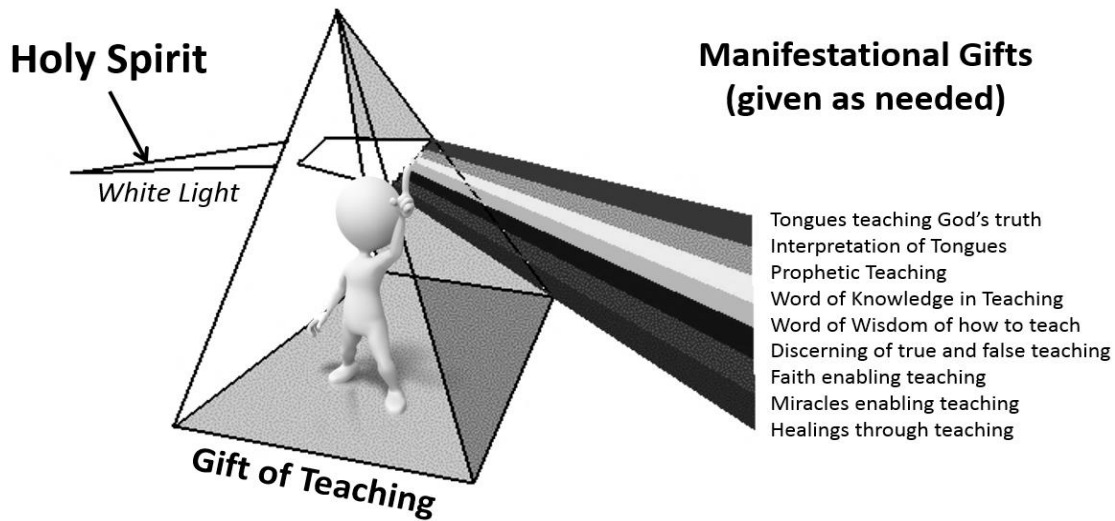 Holy Spirit
White Light
Gift of Teaching
Manifestational Gifts
(given as needed)
Tongues teaching God’s truth
Interpretation of Tongues
Prophetic Teaching
Word of Knowledge in Teaching
Word of Wisdom of how to teach
Discerning of true and false teaching
Faith enabling teaching
Miracles enabling teaching
Healings through teaching